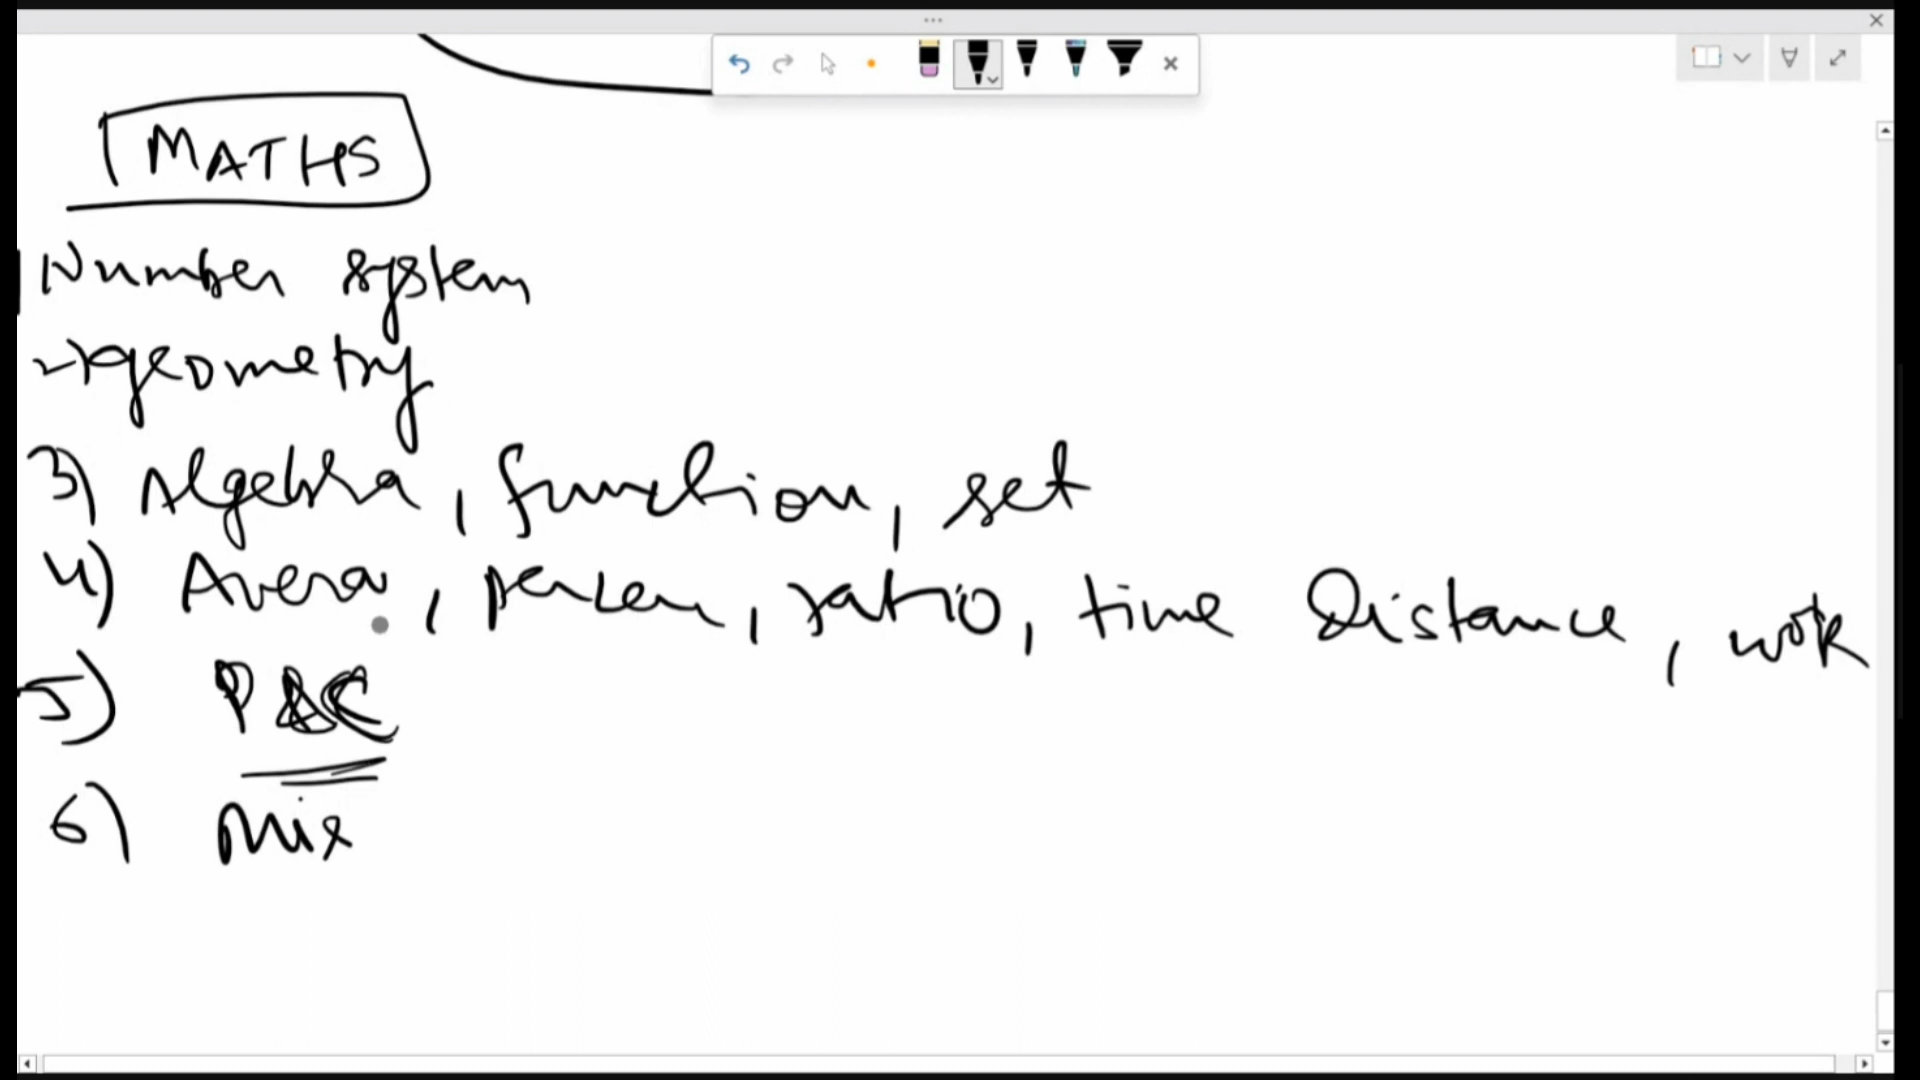 MATHS
Number system
Geometry
3) Algebra, function, set
4) Avera, percen, ratio, time Distance, work
5) P&C
6) Mix